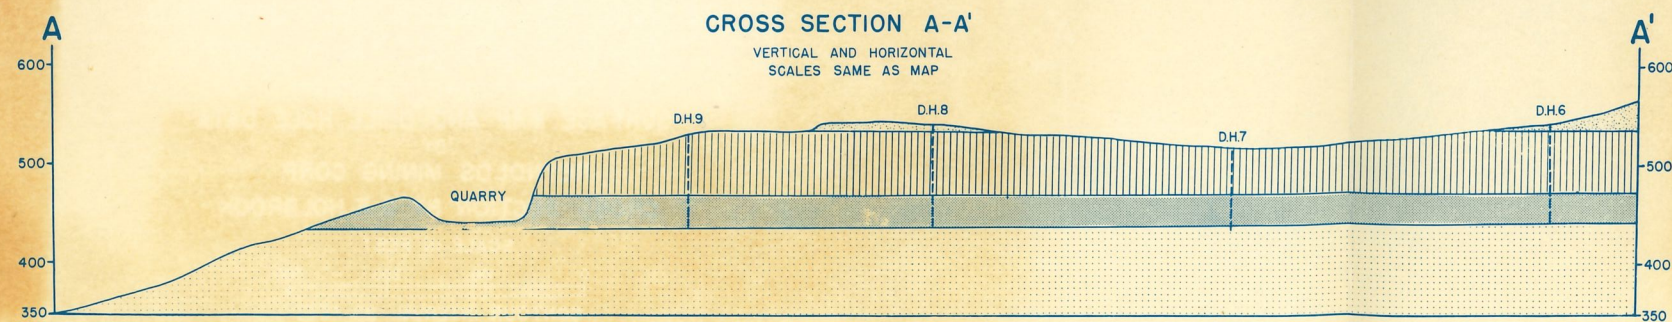 CROSS SECTION A-A'
VERTICAL AND HORIZONTAL
SCALES SAME AS MAP
A
A'
600
600
D.H.9
D.H.8
D.H.7
D.H.6
500
500
QUARRY
400
400
350
350